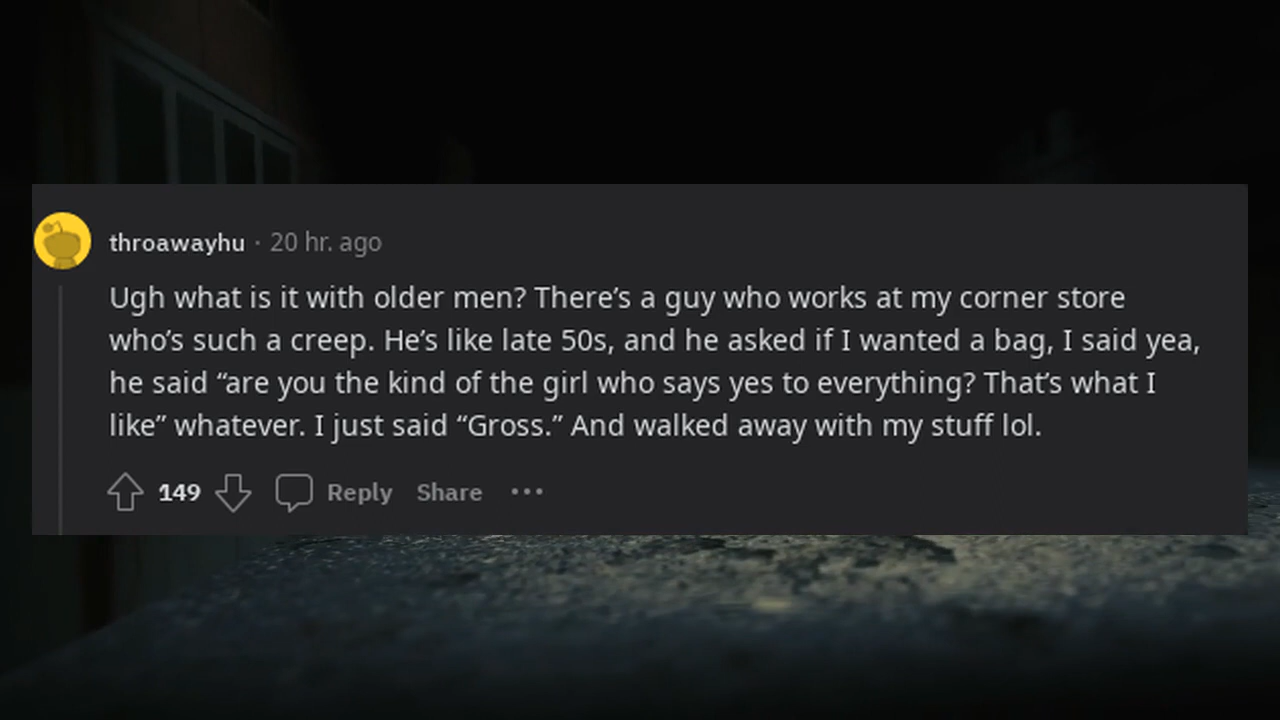 throawayhu · 20 hr. ago
Ugh what is it with older men? There’s a guy who works at my corner store
who’s such a creep. He’s like late 50s, and he asked if I wanted a bag, I said yea,
he said “are you the kind of the girl who says yes to everything? That’s what I
like” whatever. I just said “Gross.” And walked away with my stuff lol.
149 Reply Share